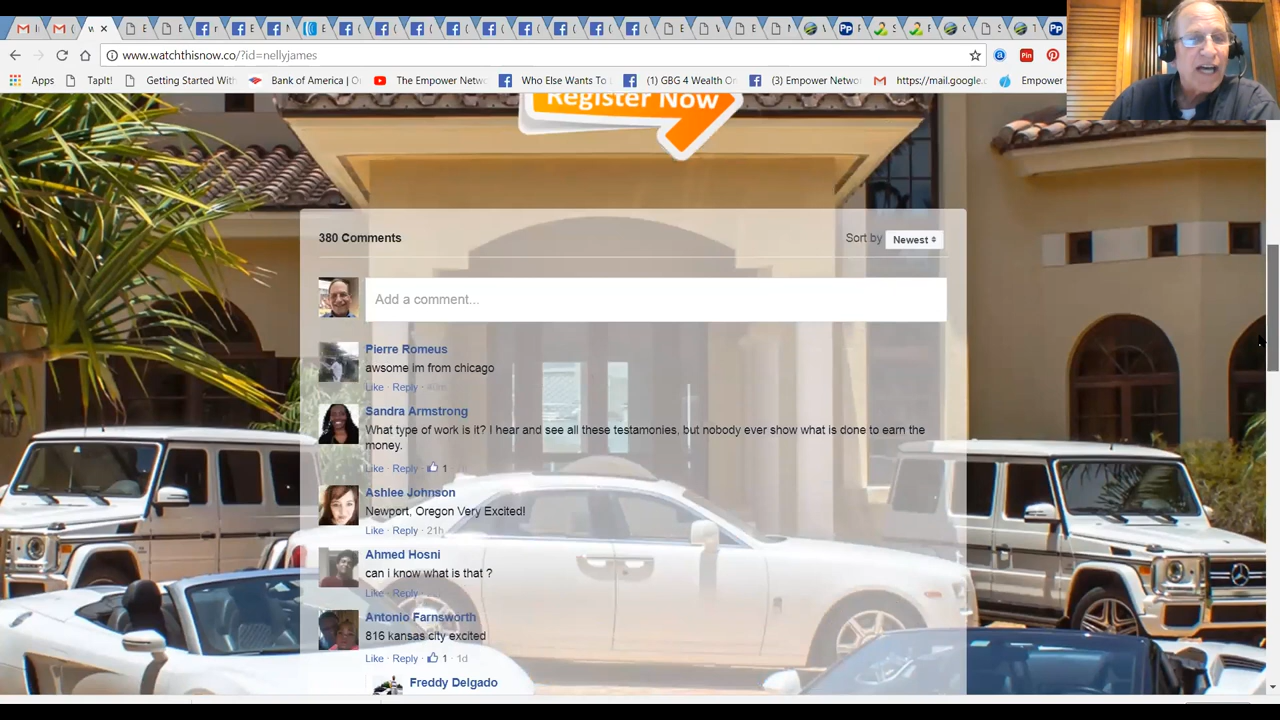 www.watchthisnow.co/?id=nellyjames
Apps TapIt! Getting Started With Bank of America | The Empower Netw Who Else Wants To (1) GBG 4 Wealth (3) Empower Netwo https://mail.google.c Empower
Register Now
380 Comments
Sort by Newest
Add a comment...
Pierre Romeus
awsome im from chicago
Like · Reply ·
Sandra Armstrong
What type of work is it? I hear and see all these testamonies, but nobody ever show what is done to earn the
money.
Like · Reply · 1
Ashlee Johnson
Newport, Oregon Very Excited!
Like · Reply · 21h
Ahmed Hosni
can i know what is that ?
Like · Reply ·
Antonio Farnsworth
816 kansas city excited
Like · Reply · 1 · 1d
Freddy Delgado